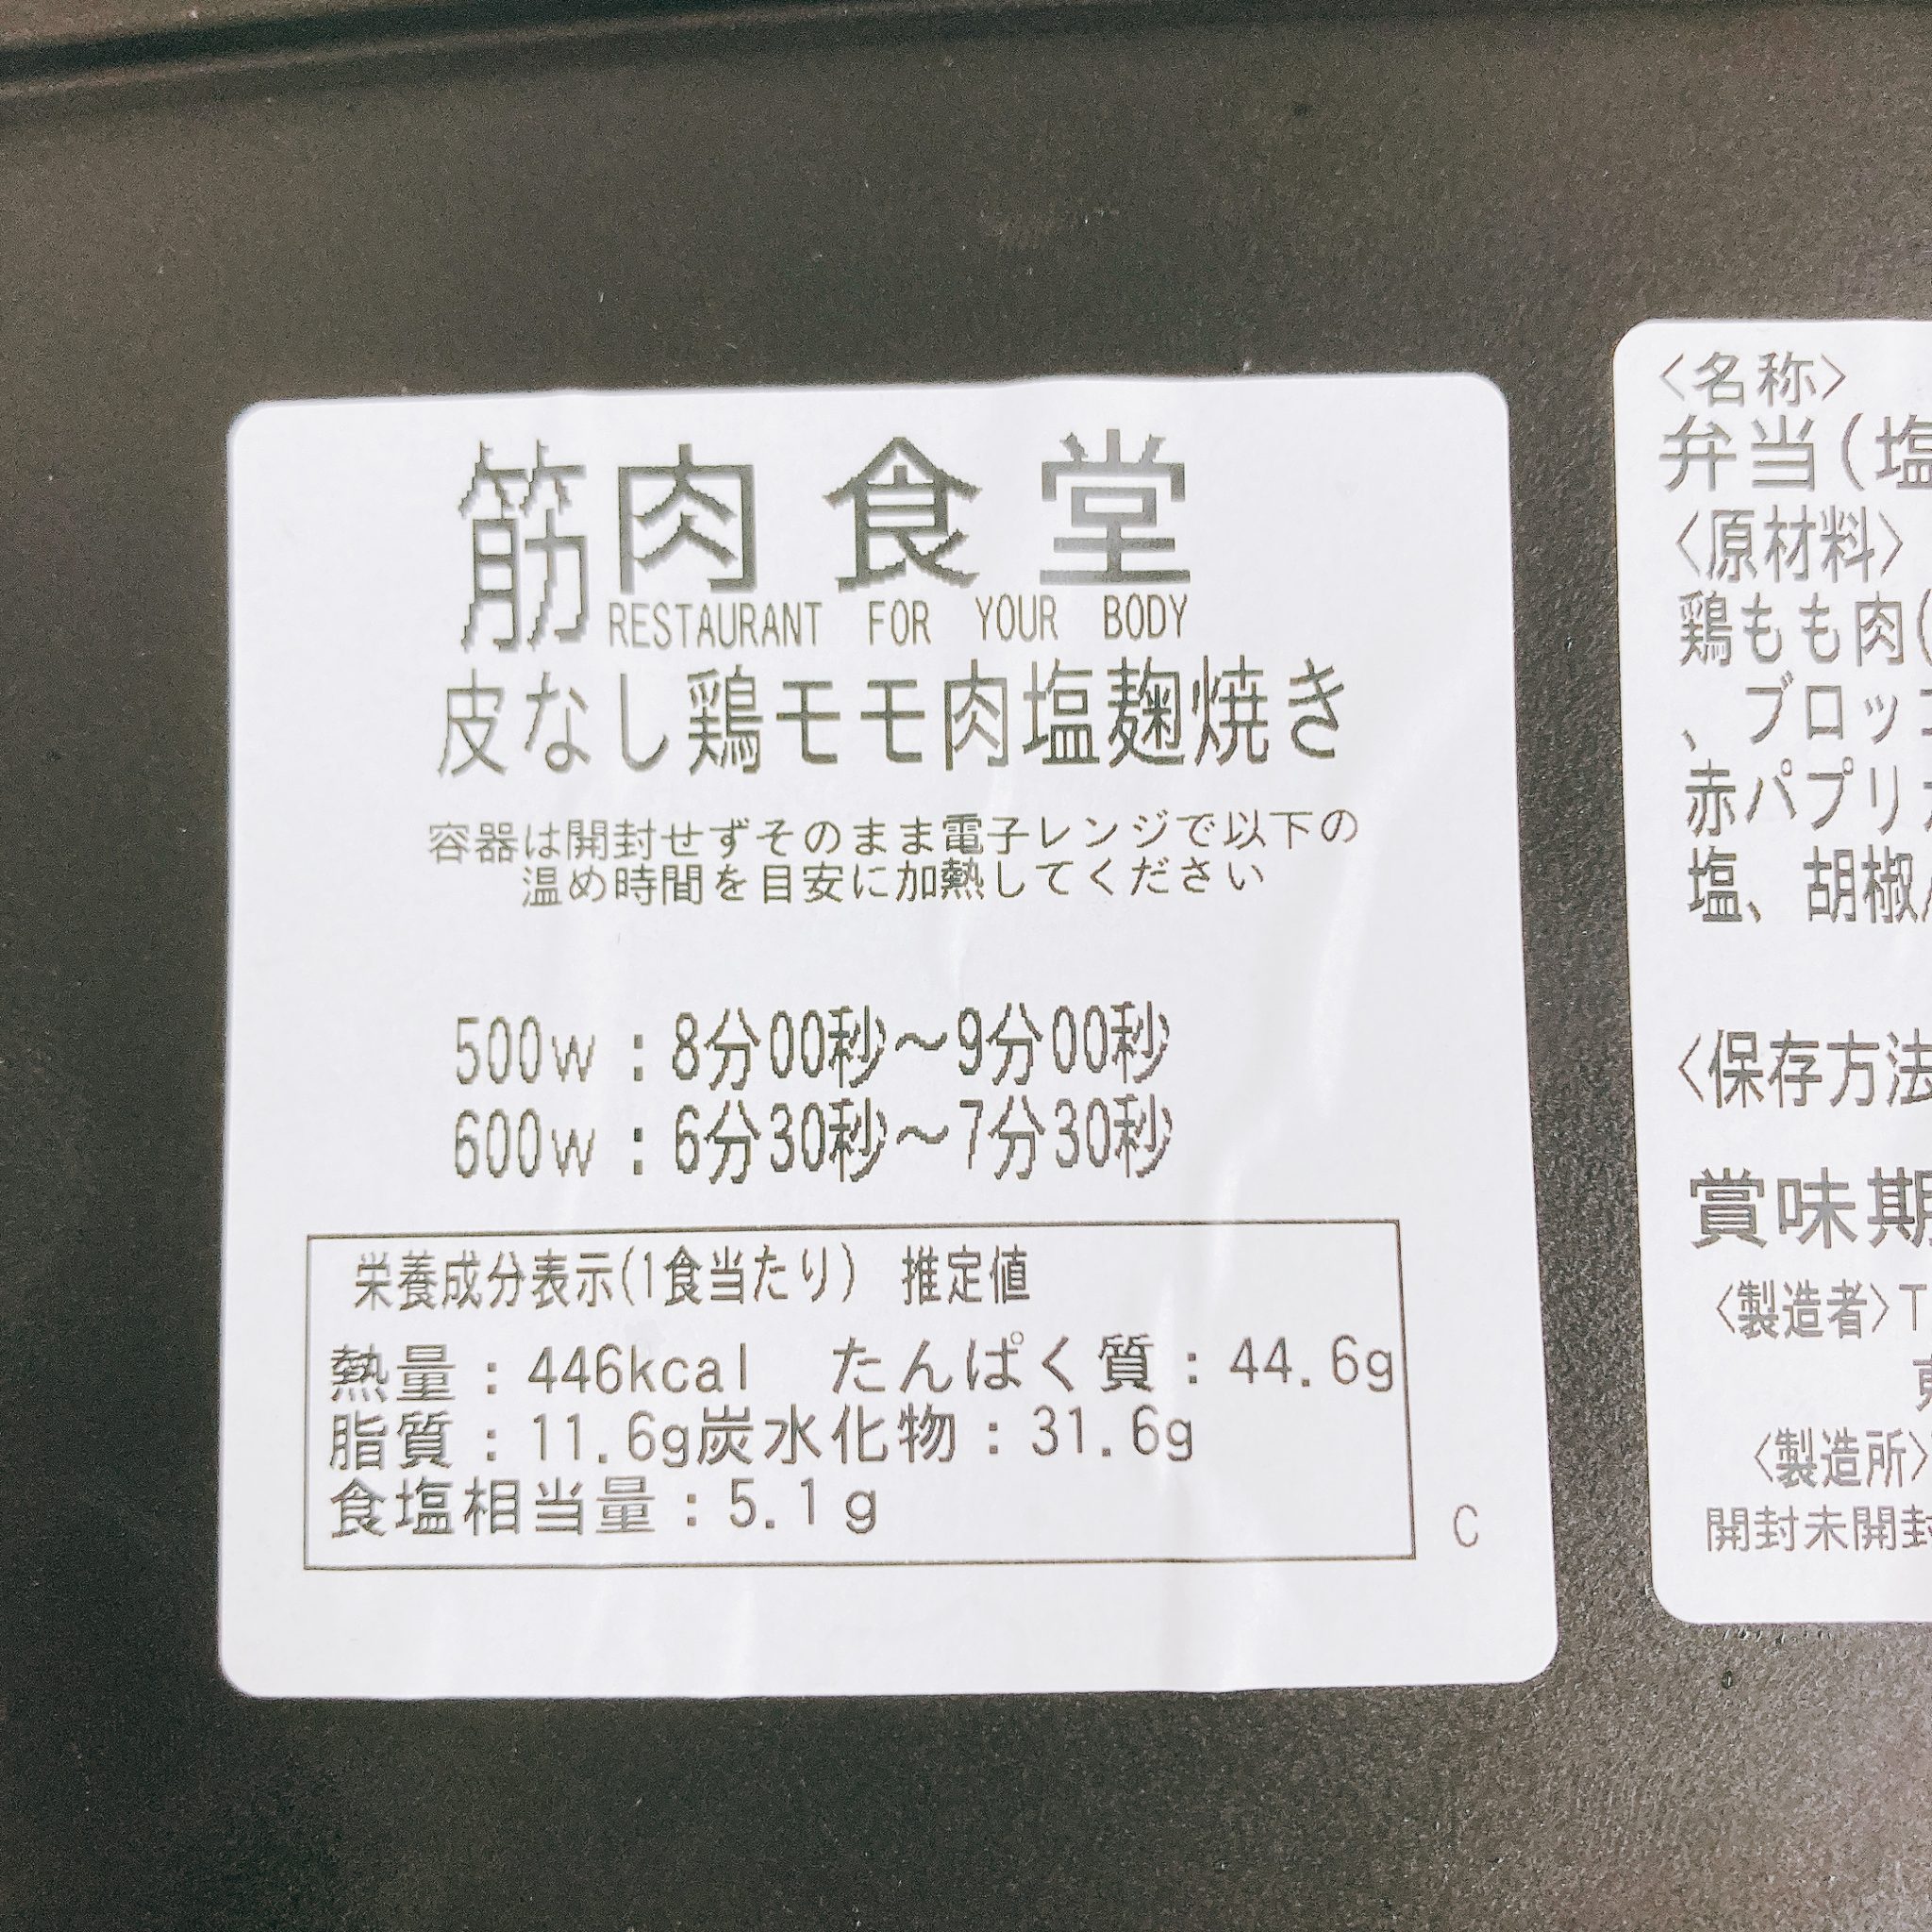 筋肉食堂
RESTAURANT FOR YOUR BODY
皮なし鶏モモ肉塩麹焼き
容器は開封せずそのまま電子レンジで以下の
温め時間を目安に加熱してください
500w：8分00秒～9分00秒
600w：6分30秒～7分30秒
栄養成分表示(1食当たり) 推定値
熱量：446kcal たんぱく質：44.6g
脂質：11.6g炭水化物：31.6g
食塩相当量：5.1g
C
〈名称〉
弁当(塩
〈原材料〉
鶏もも肉(
、ブロッコ
赤パプリカ
塩、胡椒/
〈保存方法
賞味期
〈製造者〉T
〈製造所〉
開封未開封